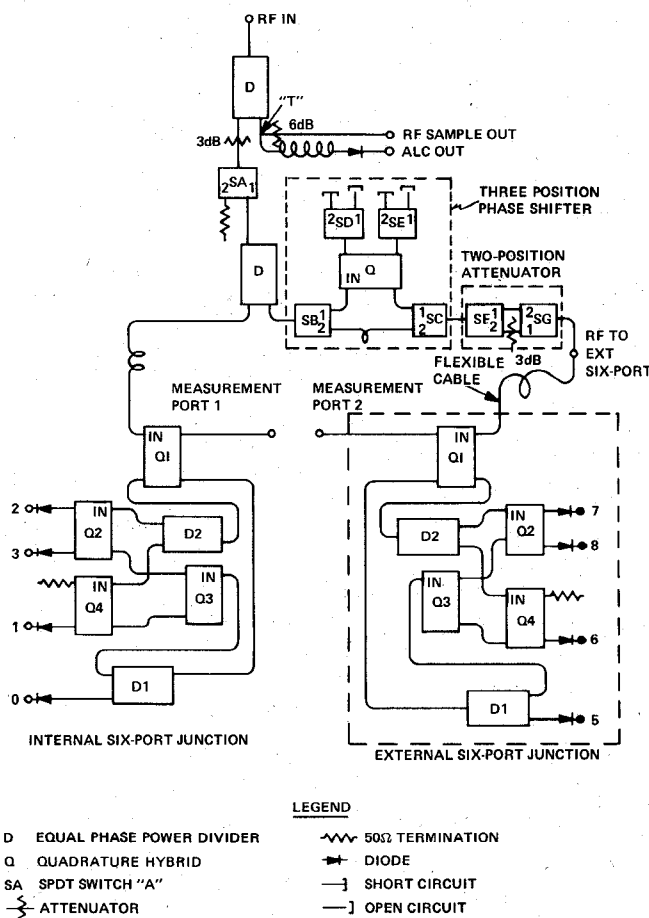 RF IN
D
"T"
3dB
6dB
RF SAMPLE OUT
ALC OUT
2 SA 1
THREE POSITION
PHASE SHIFTER
2 SD 1
2 SE 1
IN Q
D
SB 1 2
1 2 SC
TWO-POSITION
ATTENUATOR
SF 1 2
2 1 SG
3dB
RF TO
EXT
SIX-PORT
FLEXIBLE
CABLE
MEASUREMENT
PORT 1
MEASUREMENT
PORT 2
IN
Q1
IN
Q1
2
IN
Q2
3
D2
IN
Q4
IN
Q3
1
0
D1
INTERNAL SIX-PORT JUNCTION
D2
IN
Q2
7
8
IN
Q3
IN
Q4
6
D1
5
EXTERNAL SIX-PORT JUNCTION
LEGEND
D EQUAL PHASE POWER DIVIDER
Q QUADRATURE HYBRID
SA SPDT SWITCH "A"
ATTENUATOR
50Ω TERMINATION
DIODE
SHORT CIRCUIT
OPEN CIRCUIT